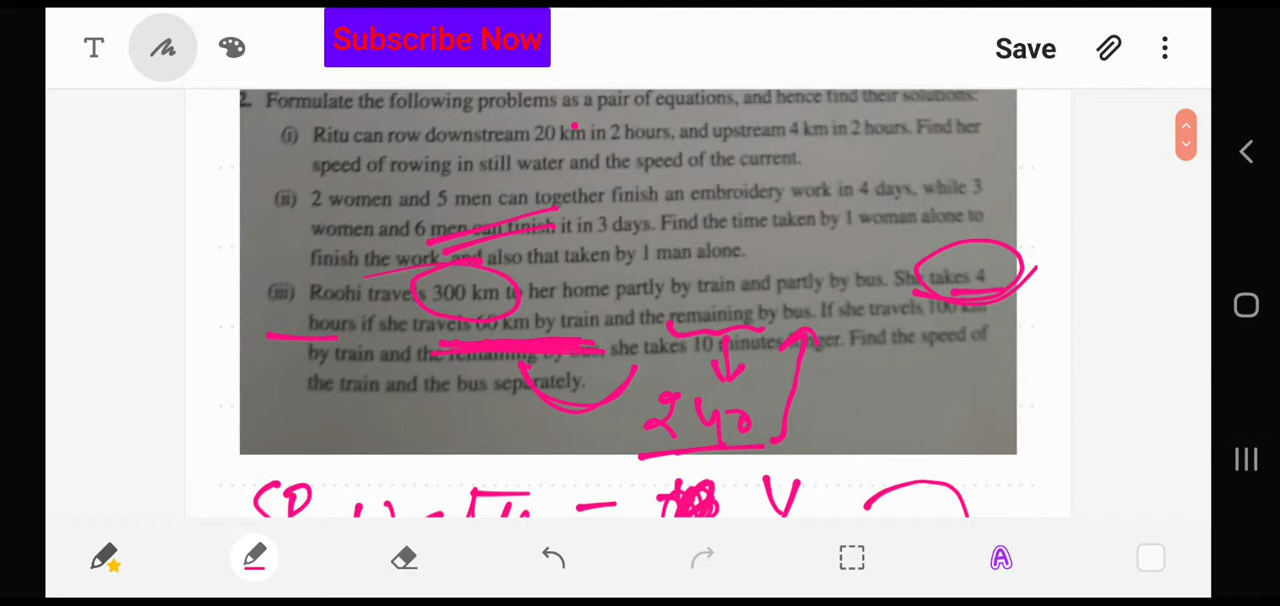 T
Subscribe Now
Save
2. Formulate the following problems as a pair of equations, and hence find their solutions:
(i) Ritu can row downstream 20 km in 2 hours, and upstream 4 km in 2 hours. Find her
speed of rowing in still water and the speed of the current.
(ii) 2 women and 5 men can together finish an embroidery work in 4 days, while 3
women and 6 men can finish it in 3 days. Find the time taken by 1 woman alone to
finish the work, and also that taken by 1 man alone.
(iii) Roohi travels 300 km to her home partly by train and partly by bus. She takes 4
hours if she travels 60 km by train and the remaining by bus. If she travels 100 km
by train and the remaining by bus, she takes 10 minutes longer. Find the speed of
the train and the bus separately.
240
A